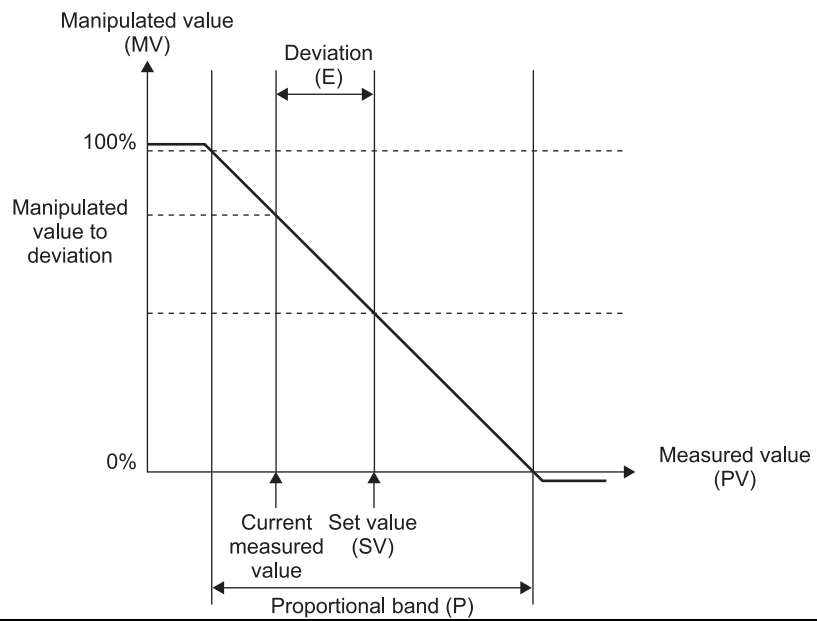 Manipulated value
(MV)
Deviation
(E)
100%
Manipulated
value to
deviation
0%
Measured value
(PV)
Current
measured
value
Set value
(SV)
Proportional band (P)